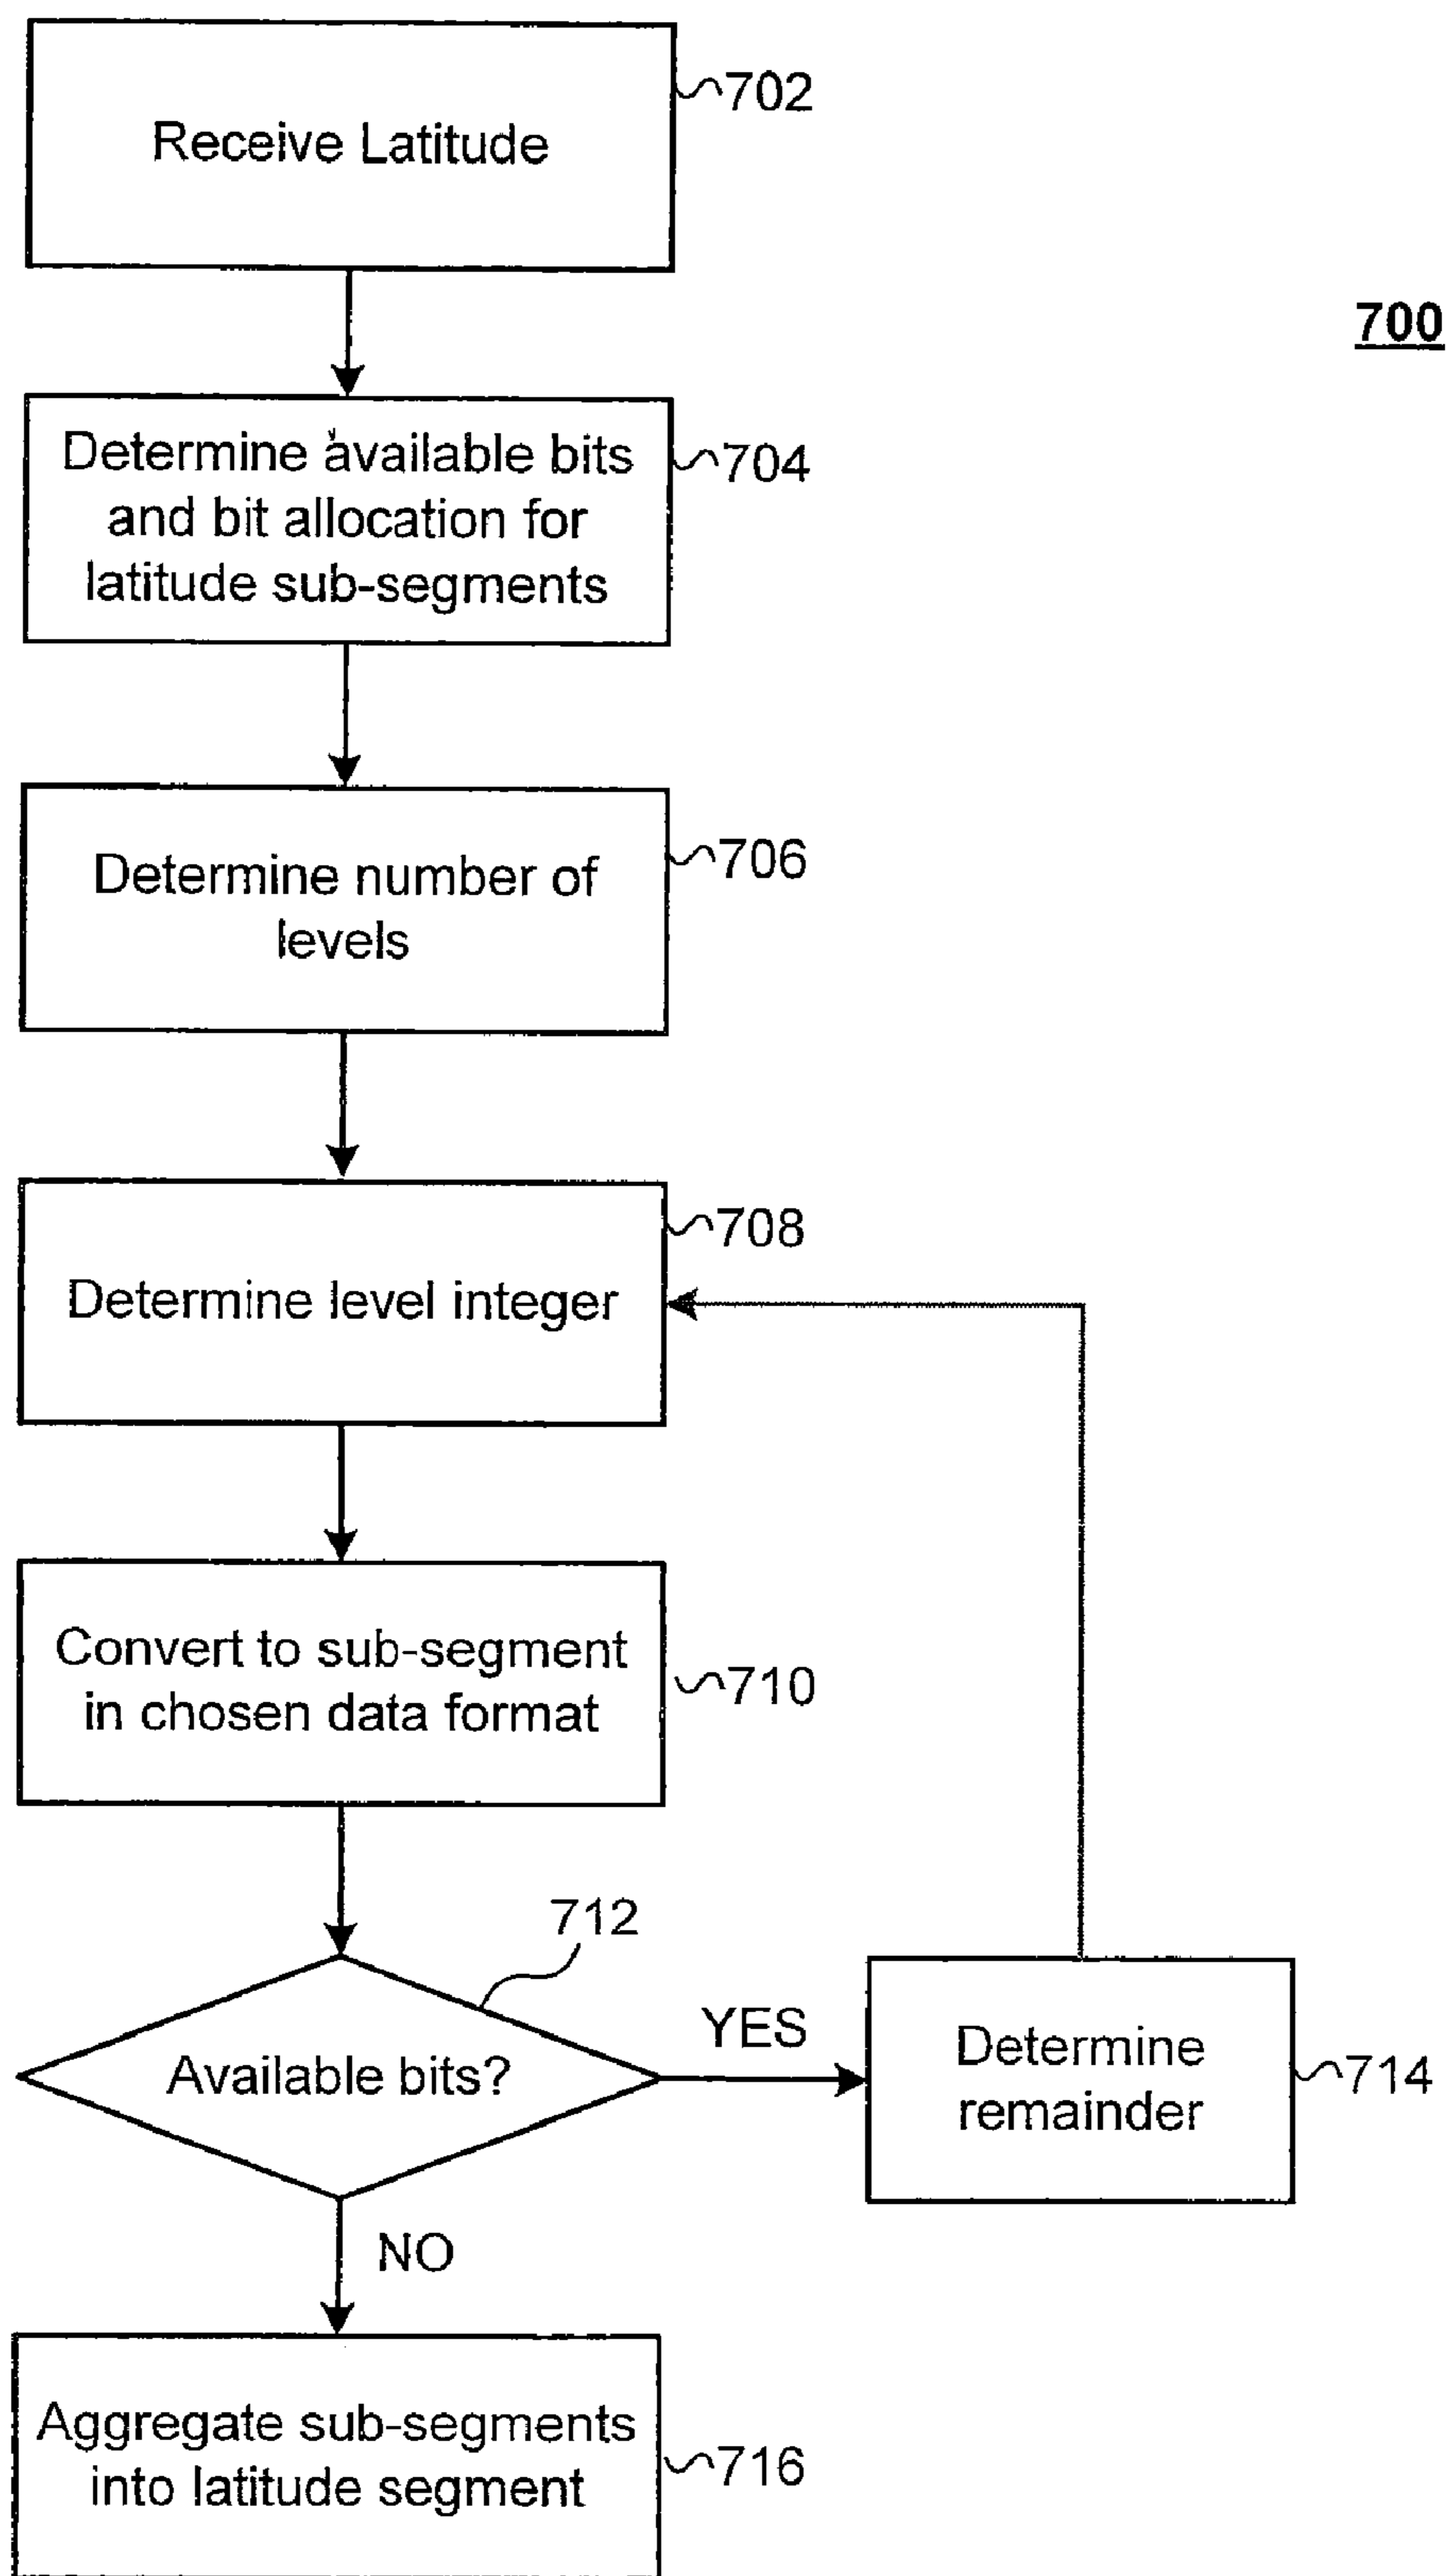 Receive Latitude
702
700
Determine available bits
and bit allocation for
latitude sub-segments
704
Determine number of
levels
706
Determine level integer
708
Convert to sub-segment
in chosen data format
710
712
Available bits?
YES
Determine
remainder
714
NO
Aggregate sub-segments
into latitude segment
716